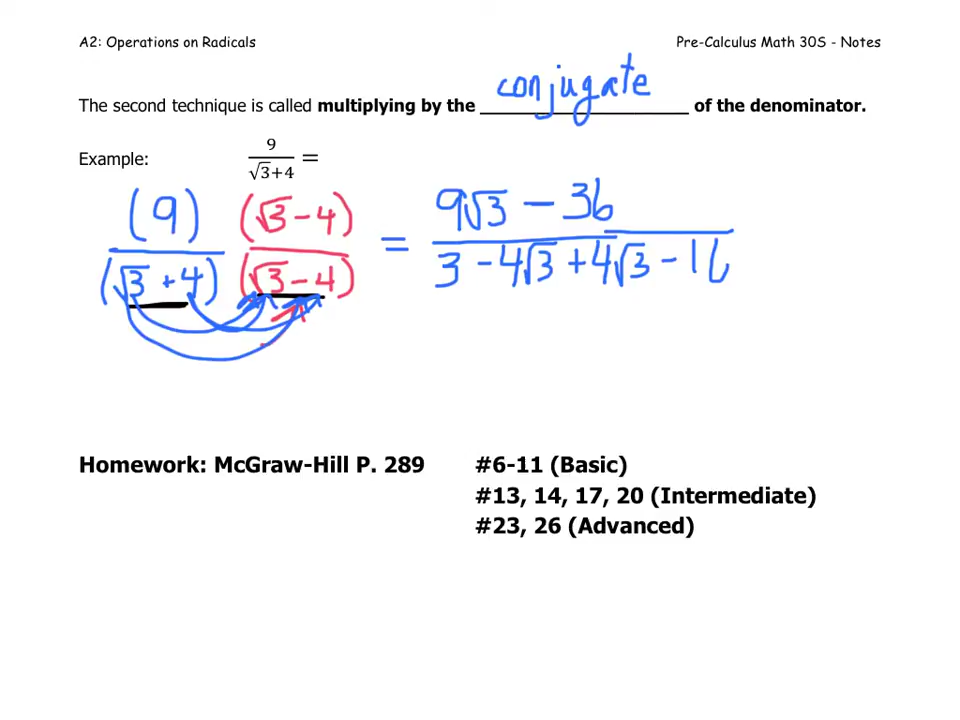 A2: Operations on Radicals Pre-Calculus Math 30S - Notes
conjugate
The second technique is called multiplying by the ____________________ of the denominator.
Example: 9/(√3+4) =
(9)/(√3 + 4) (√3 - 4)/(√3 - 4) = (9√3 - 36)/(3 - 4√3 + 4√3 - 16)
Homework: McGraw-Hill P. 289 #6-11 (Basic)
#13, 14, 17, 20 (Intermediate)
#23, 26 (Advanced)